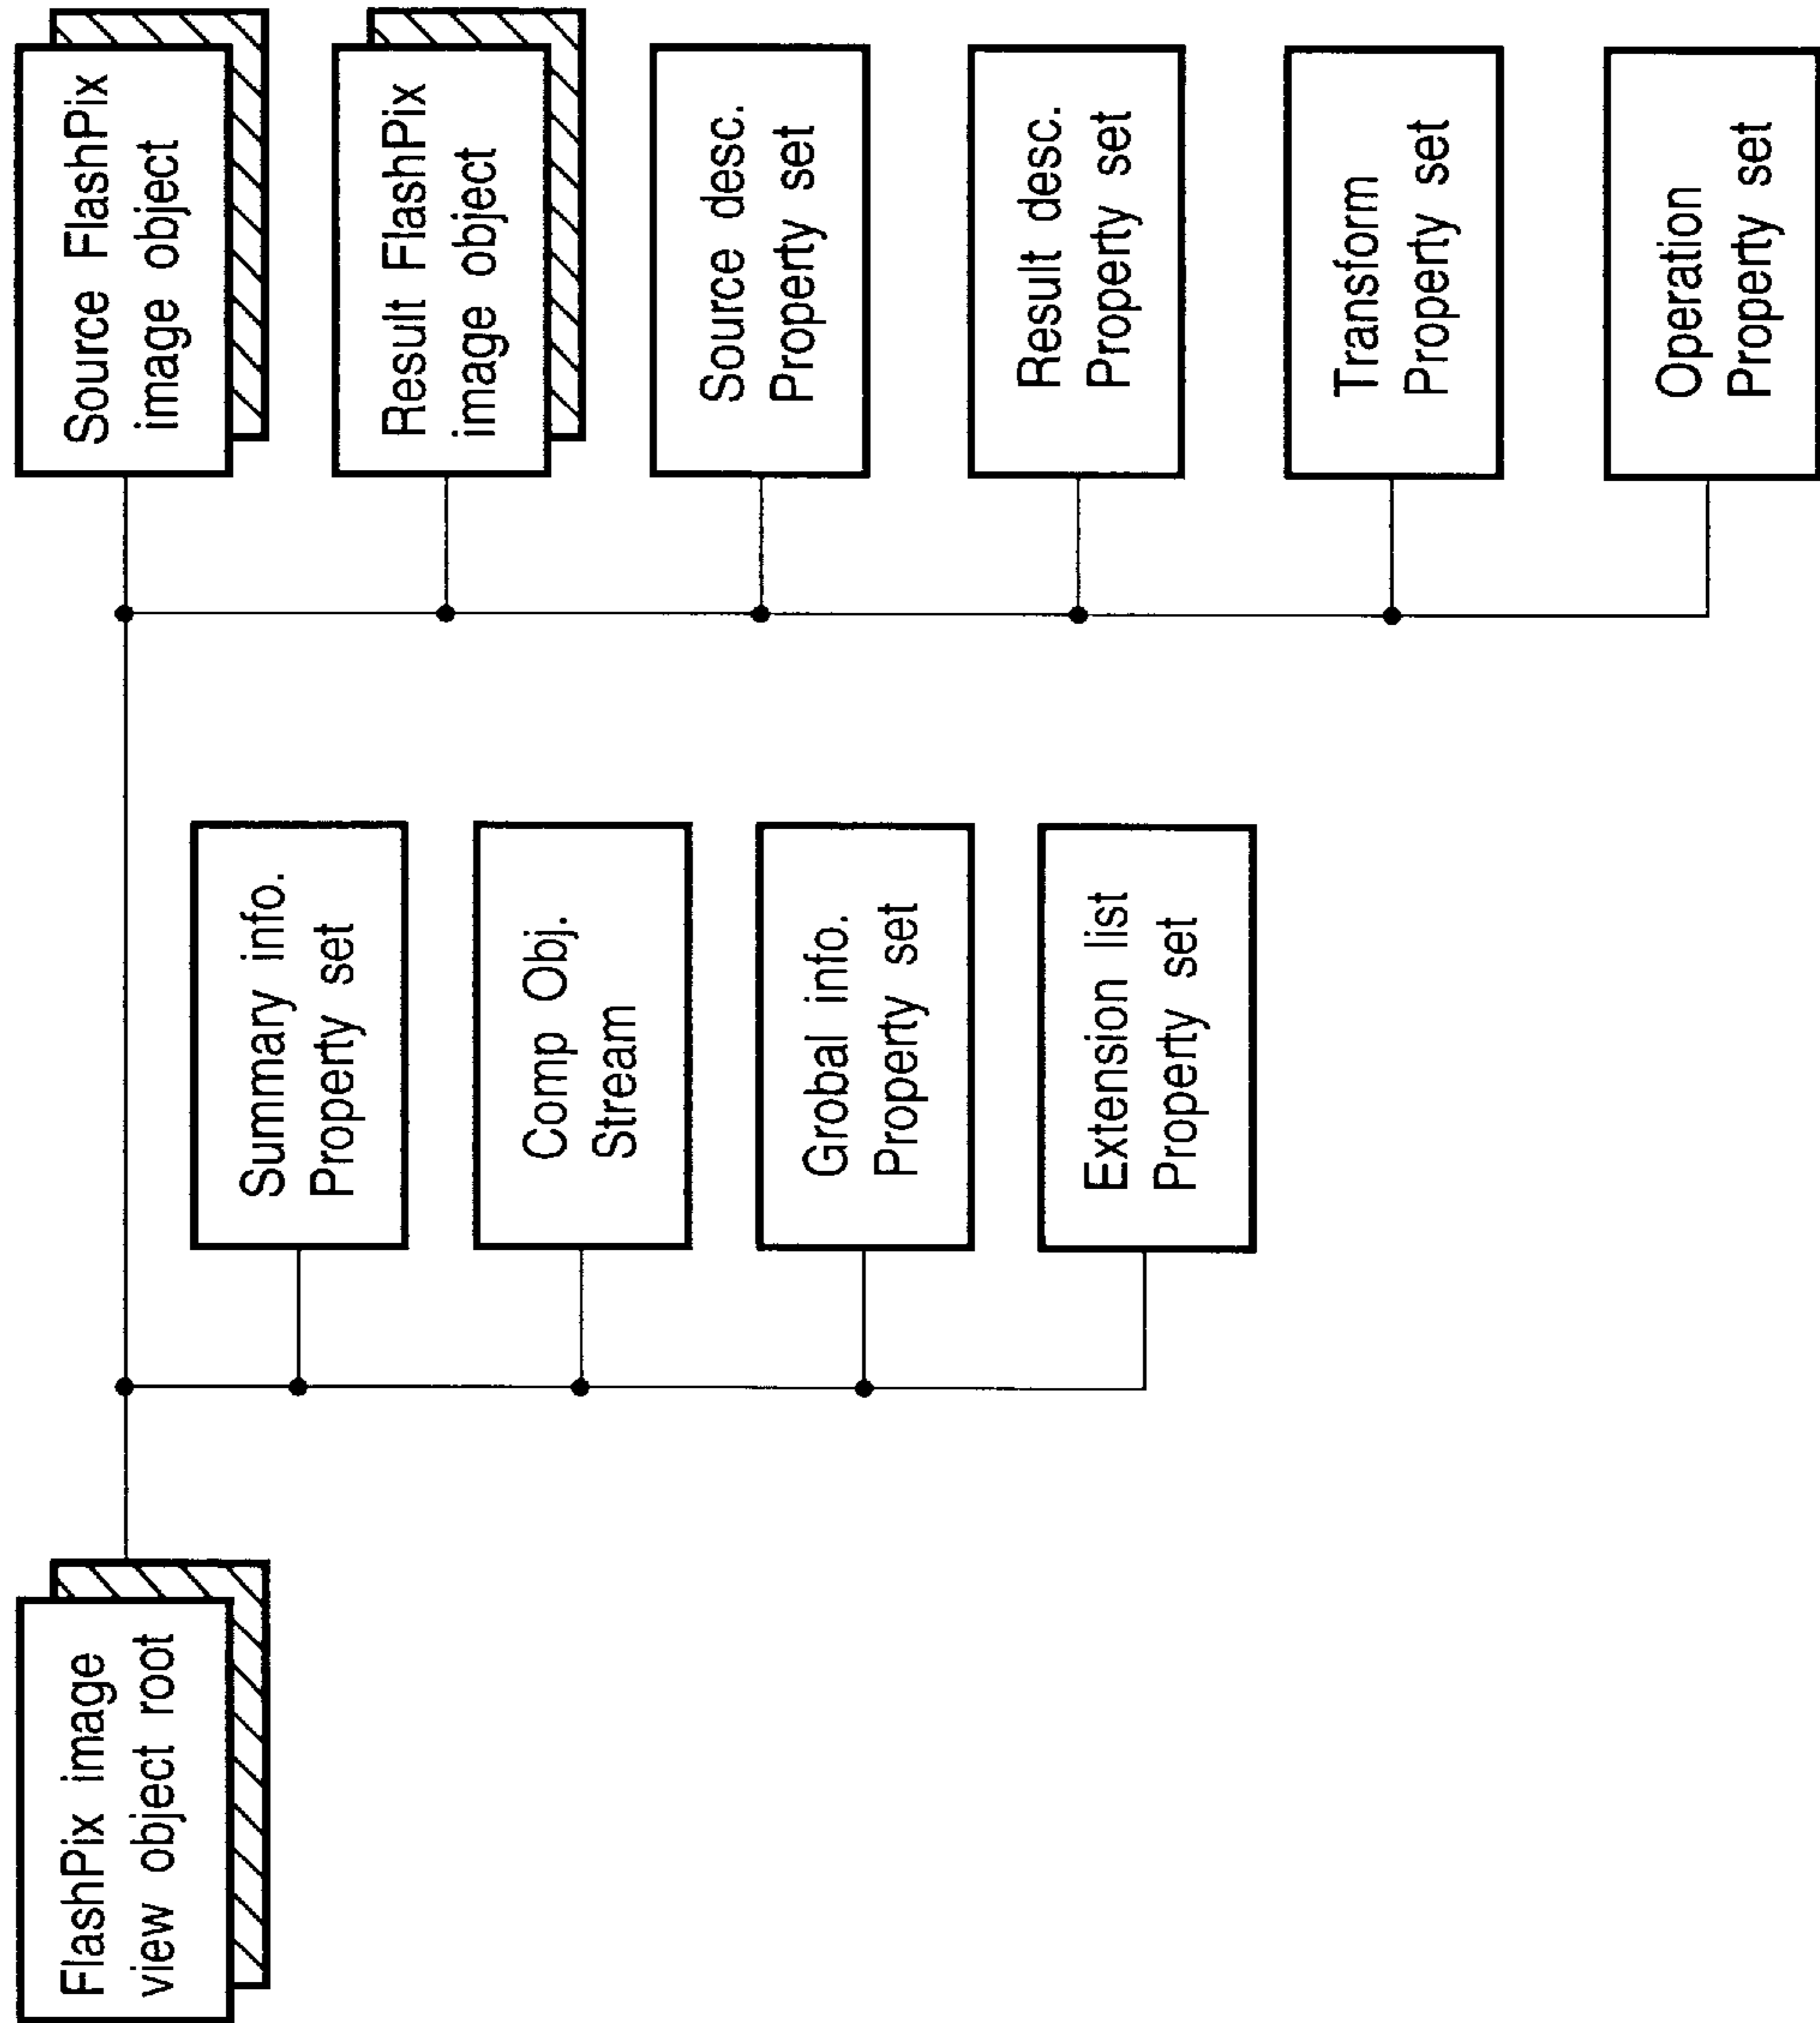 FlashPix image
view object root
Summary info.
Property set
Comp Obj.
Stream
Grobal info.
Property set
Extension list
Property set
Source FlashPix
image object
Result FlashPix
image object
Source desc.
Property set
Result desc.
Property set
Transform
Property set
Operation
Property set